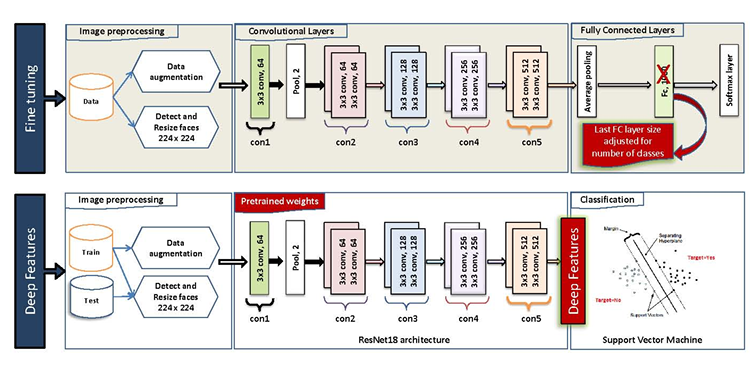 Fine tuning
Image preprocessing
Data
Data
augmentation
Detect and
Resize faces
224 x 224
Convolutional Layers
3x3 conv, 64
Pool, 2
3x3 conv, 64
3x3 conv, 64
3x3 conv, 128
3x3 conv, 128
3x3 conv, 256
3x3 conv, 256
3x3 conv, 512
3x3 conv, 512
con1
con2
con3
con4
con5
Fully Connected Layers
Average pooling
Fc,
Softmax layer
Last FC layer size
adjusted for
number of classes
Deep Features
Image preprocessing
Train
Test
Data
augmentation
Detect and
Resize faces
224 x 224
Pretrained weights
3x3 conv, 64
Pool, 2
3x3 conv, 64
3x3 conv, 64
3x3 conv, 128
3x3 conv, 128
3x3 conv, 256
3x3 conv, 256
3x3 conv, 512
3x3 conv, 512
con1
con2
con3
con4
con5
ResNet18 architecture
Deep Features
Classification
Margin
Separating
Hyperplane
Target=Yes
Target=No
Support Vectors
Support Vector Machine